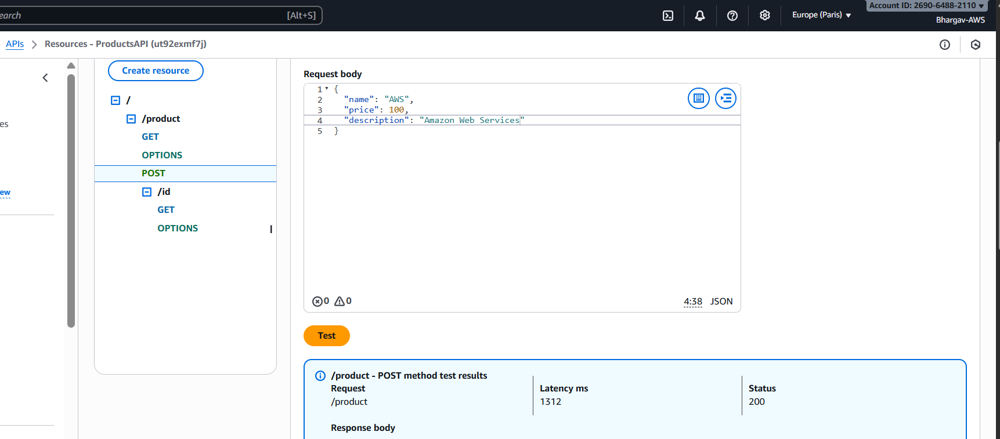 earch
[Alt+S]
Europe (Paris)
Account ID: 2690-6488-2110
Bhargav-AWS
APIs
Resources - ProductsAPI (ut92exmf7j)
es
ew
Create resource
/
/product
GET
OPTIONS
POST
/id
GET
OPTIONS
Request body
1 {
2 "name": "AWS",
3 "price": 100,
4 "description": "Amazon Web Services"
5 }
0 0
4:38 JSON
Test
/product - POST method test results
Request
/product
Latency ms
1312
Status
200
Response body